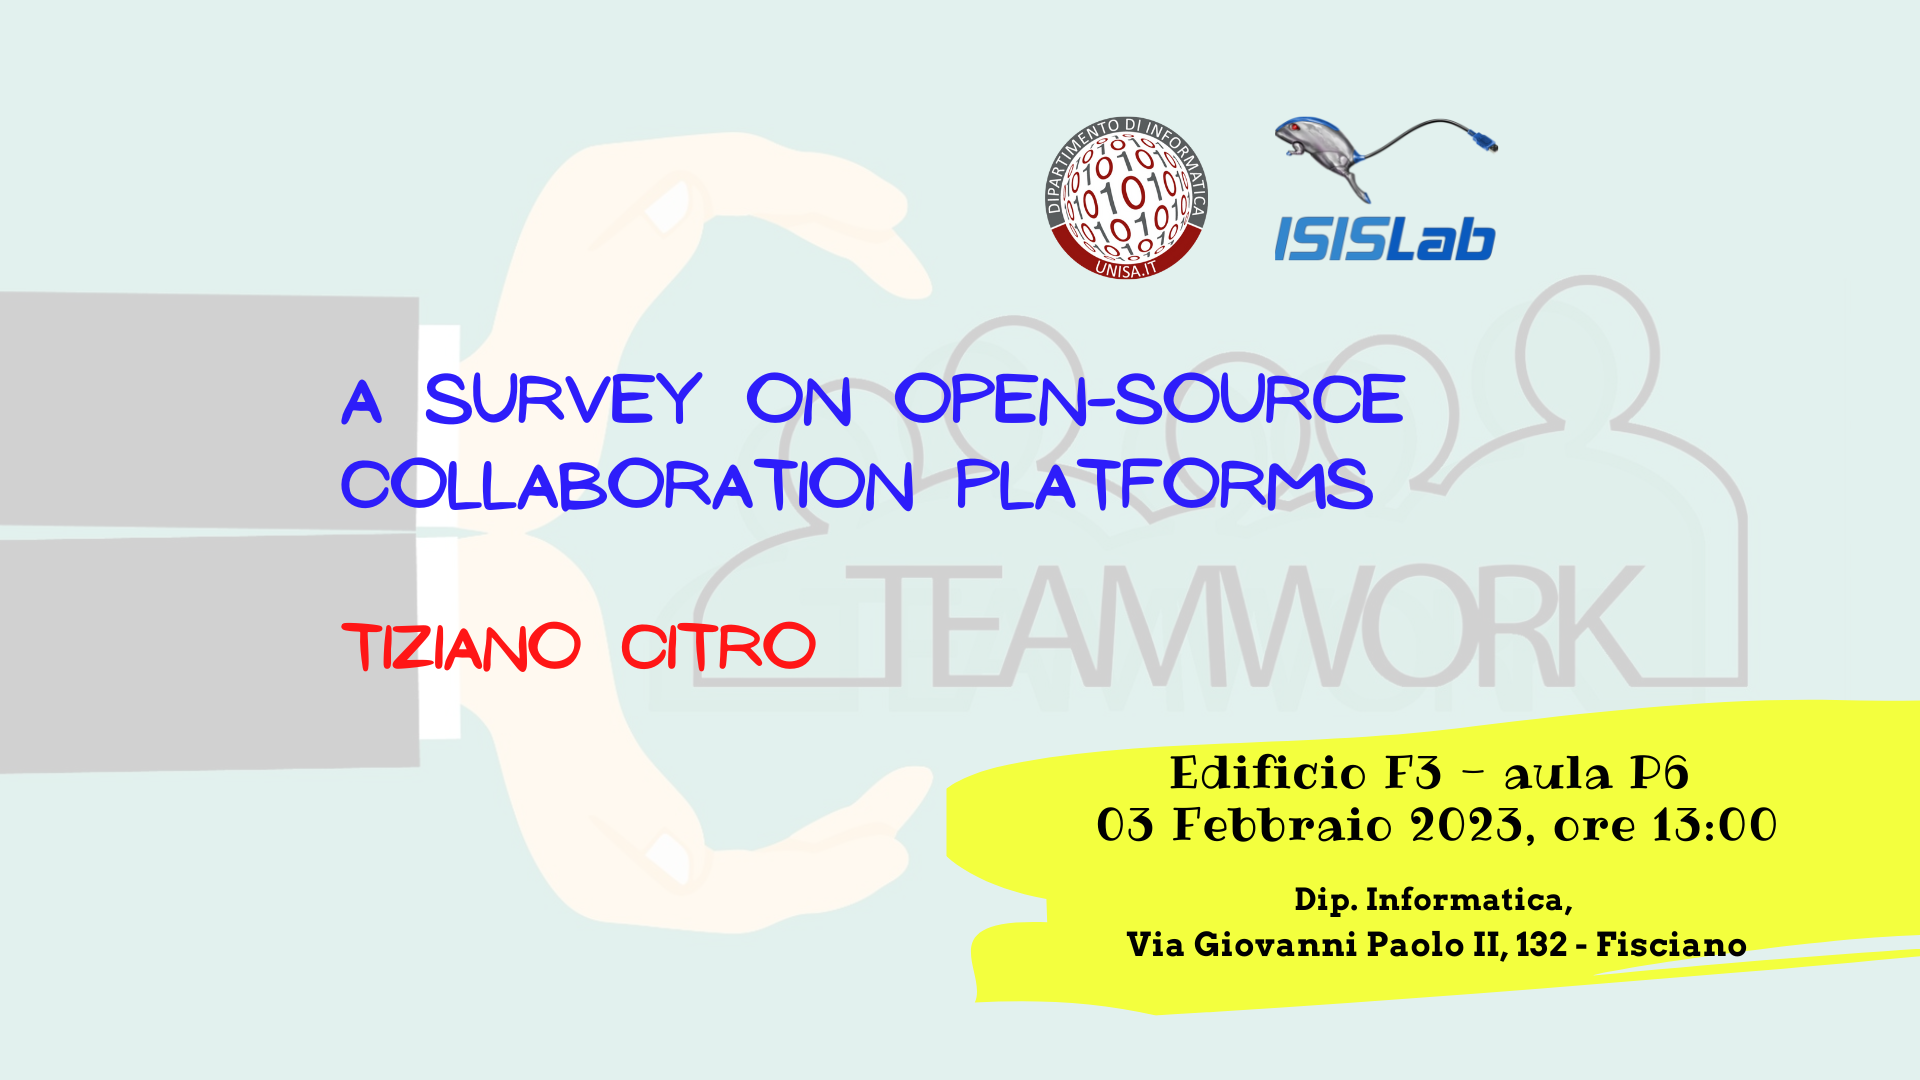 DIPARTIMENTO DI INFORMATICA
UNISA.IT
ISISLab
A SURVEY ON OPEN-SOURCE
COLLABORATION PLATFORMS
TEAMWORK
TIZIANO CITRO
Edificio F3 - aula P6
03 Febbraio 2023, ore 13:00
Dip. Informatica,
Via Giovanni Paolo II, 132 - Fisciano